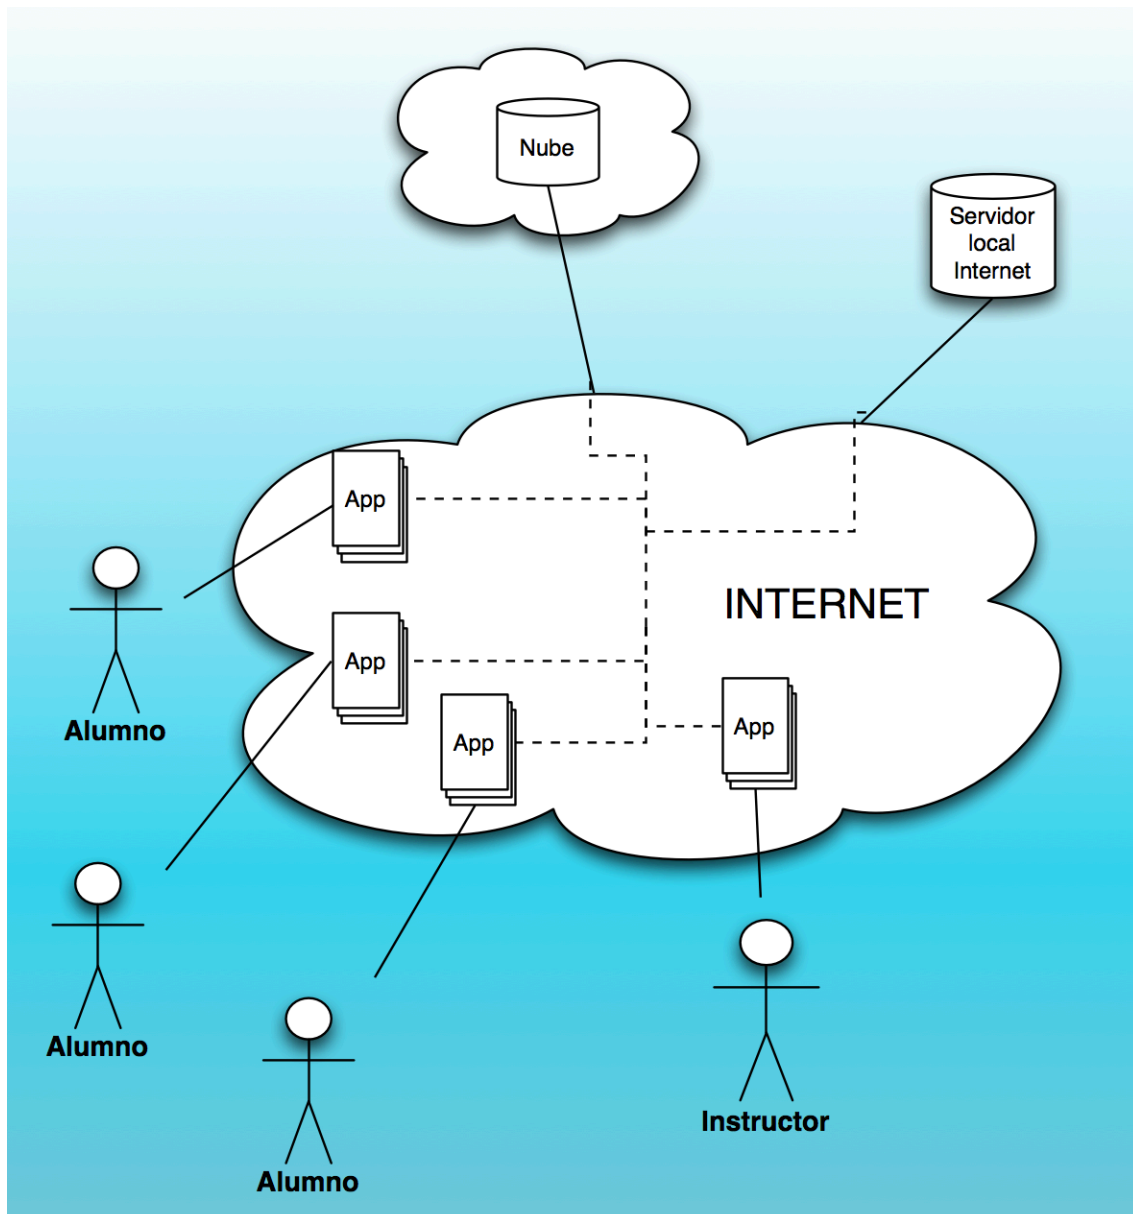 Nube
Servidor
local
Internet
App
INTERNET
App
App
App
Alumno
Alumno
Instructor
Alumno